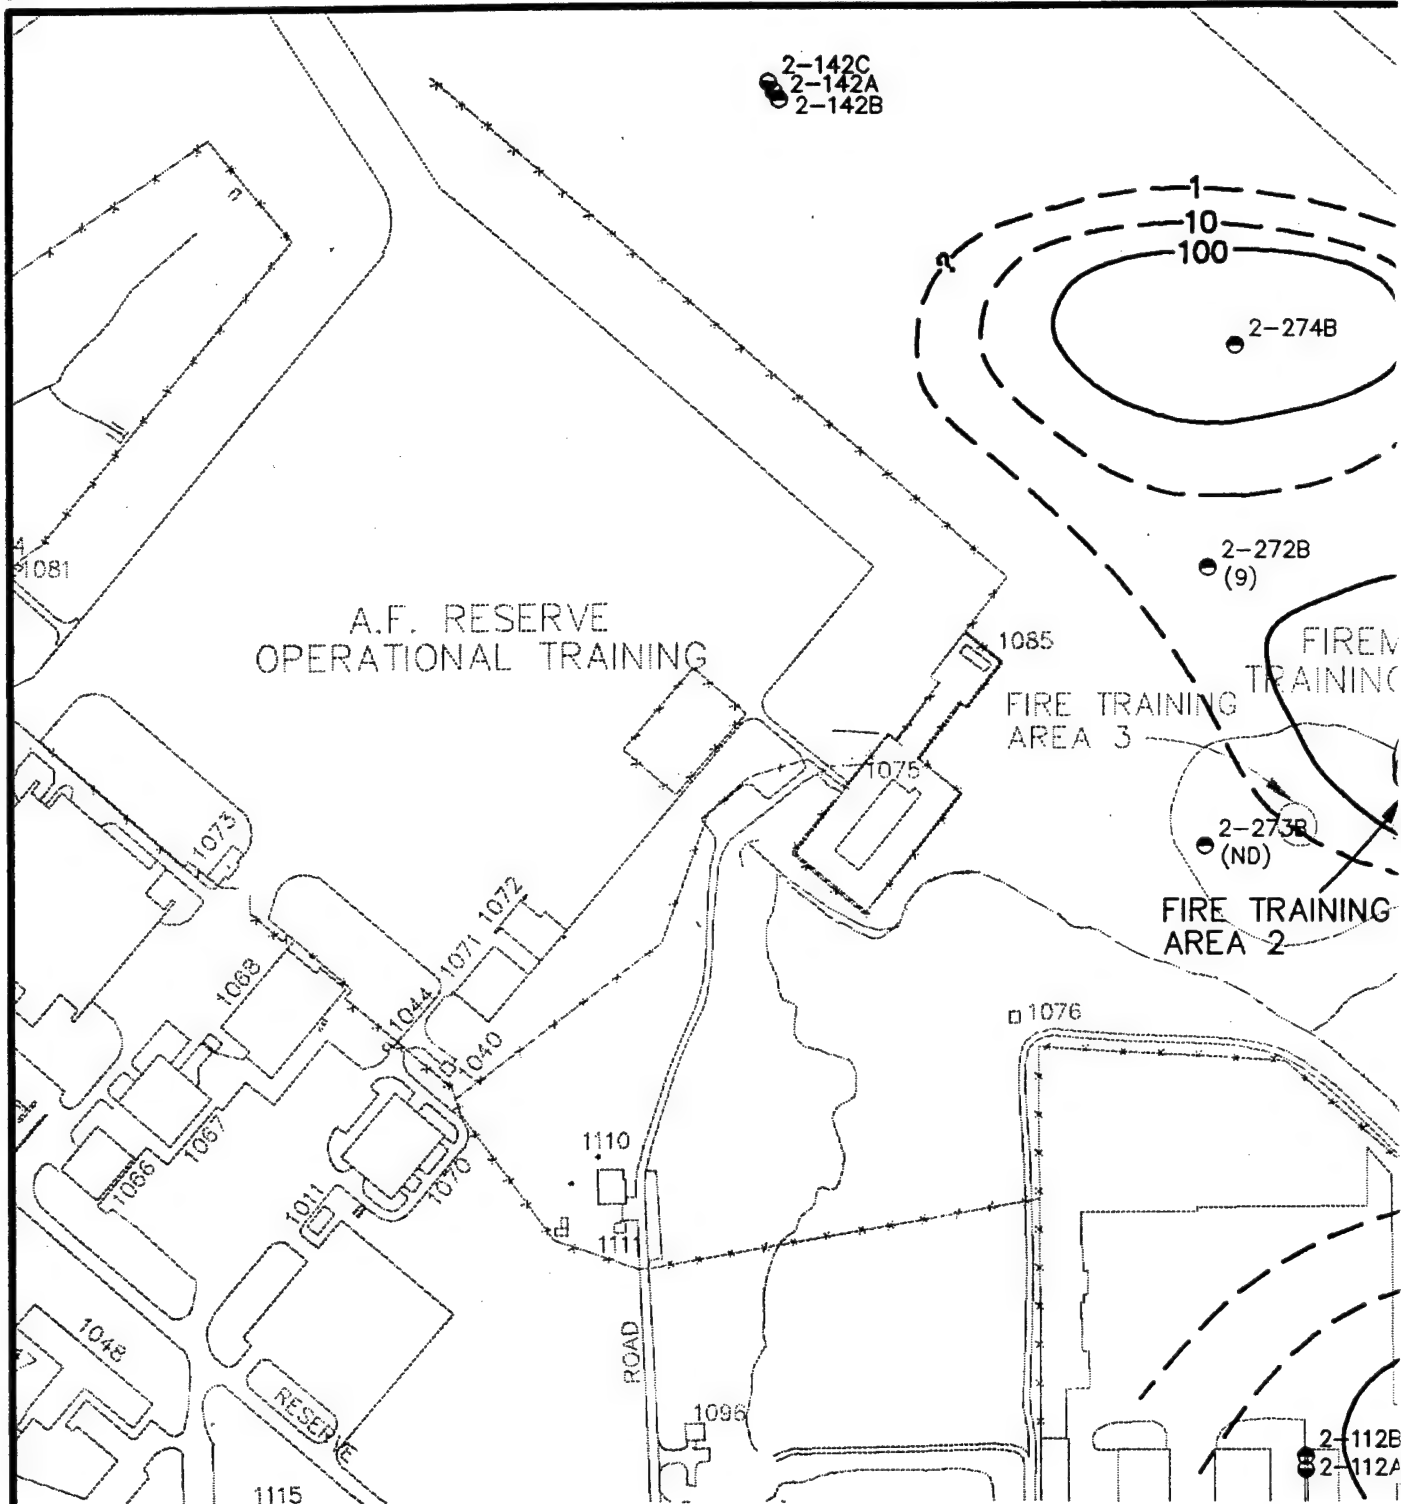 2-142C
2-142A
2-142B
1
10
100
?
2-274B
2-272B
(9)
1081
A.F. RESERVE
OPERATIONAL TRAINING
1085
FIREM
TRAINING
FIRE TRAINING
AREA 3
1075
2-273B
(ND)
FIRE TRAINING
AREA 2
1073
1072
1071
1068
1044
1040
1076
1067
1066
1070
1110
1011
1111
1048
ROAD
RESERVE
1096
2-112B
2-112A
1115